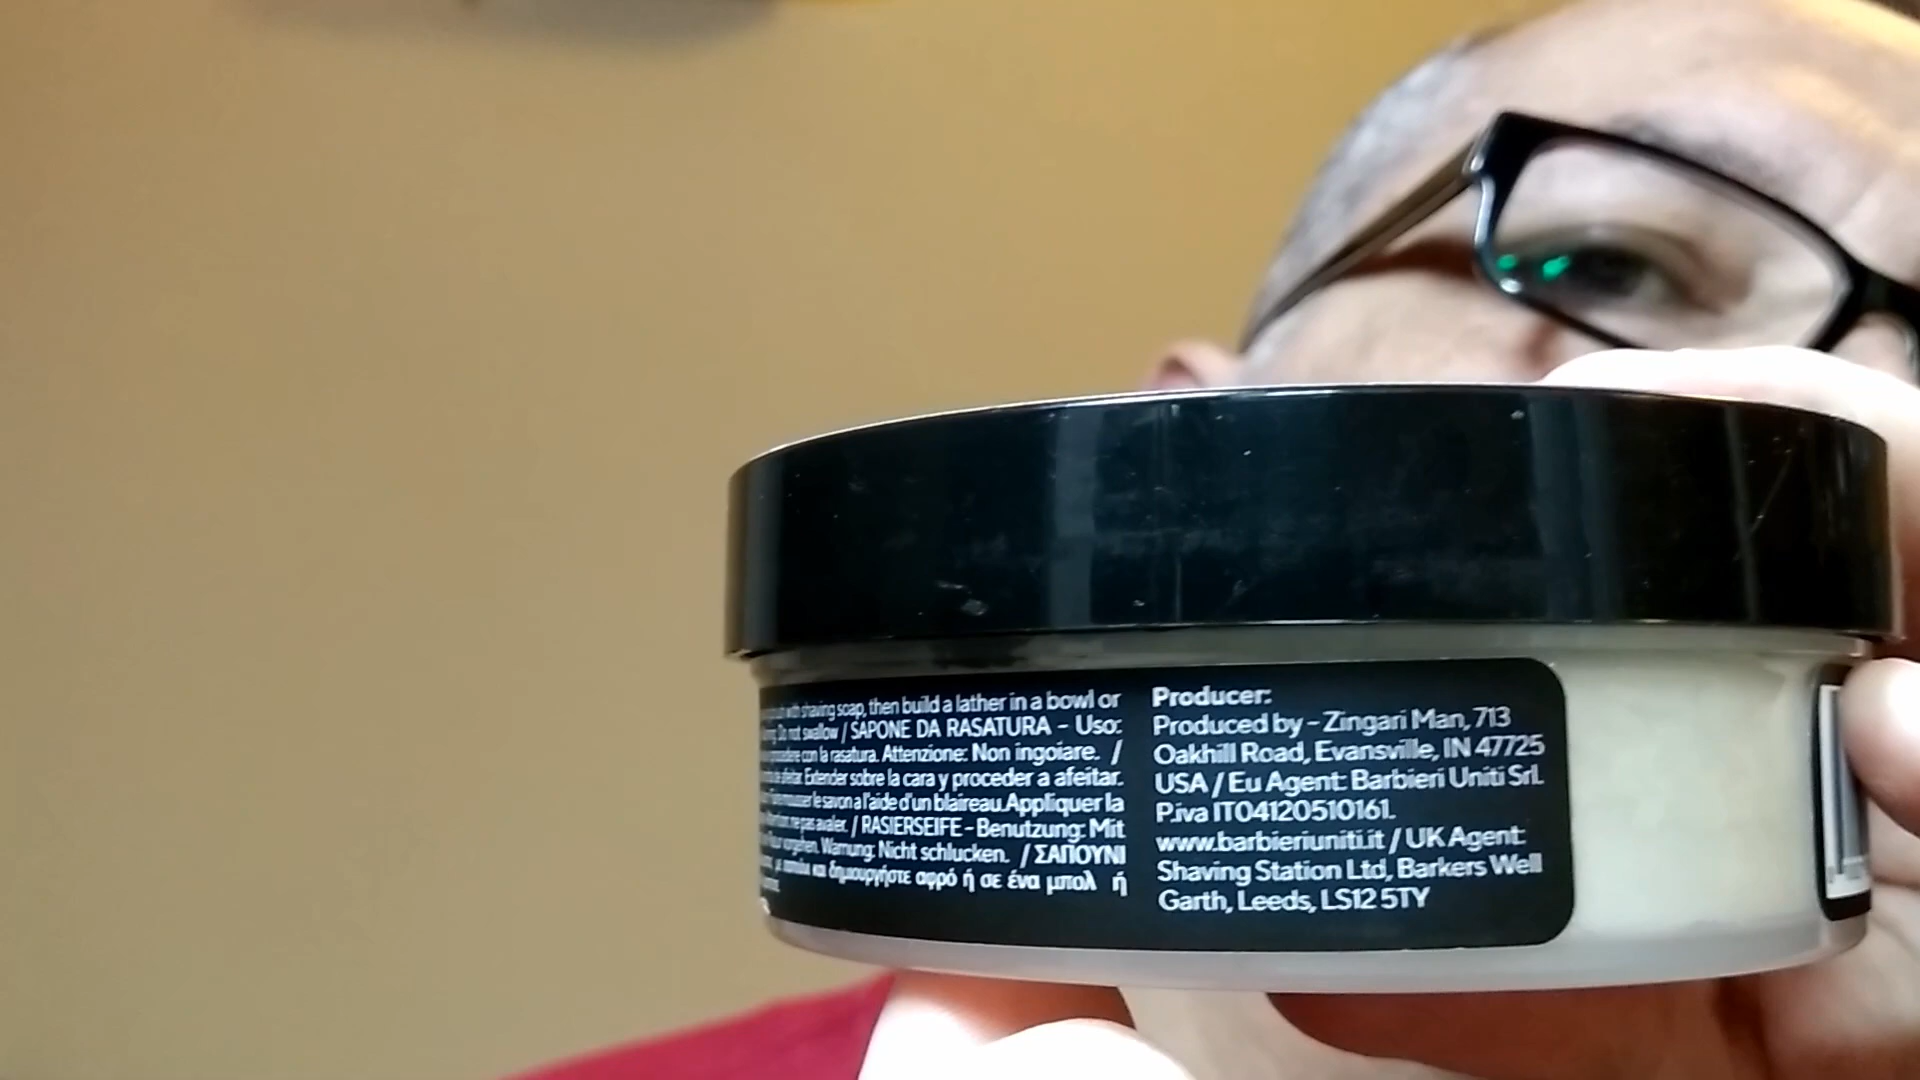 with shaving soap, then build a lather in a bowl or
Do not swallow / SAPONE DA RASATURA - Uso:
con la rasatura. Attenzione: Non ingoiare. /
de afeitar. Extender sobre la cara y proceder a afeitar.
le savon a l'aide d'un blaireau. Appliquer la
ne pas avaler. / RASIERSEIFE - Benutzung: Mit
vorgehen. Warnung: Nicht schlucken. / ΣΑΠΟΥΝΙ
και δημιουργήστε αφρό ή σε ένα μπολ ή
Producer:
Produced by - Zingari Man, 713
Oakhill Road, Evansville, IN 47725
USA / Eu Agent: Barbieri Uniti Srl.
P.iva IT04120510161.
www.barbieriuniti.it / UK Agent:
Shaving Station Ltd, Barkers Well
Garth, Leeds, LS12 5TY